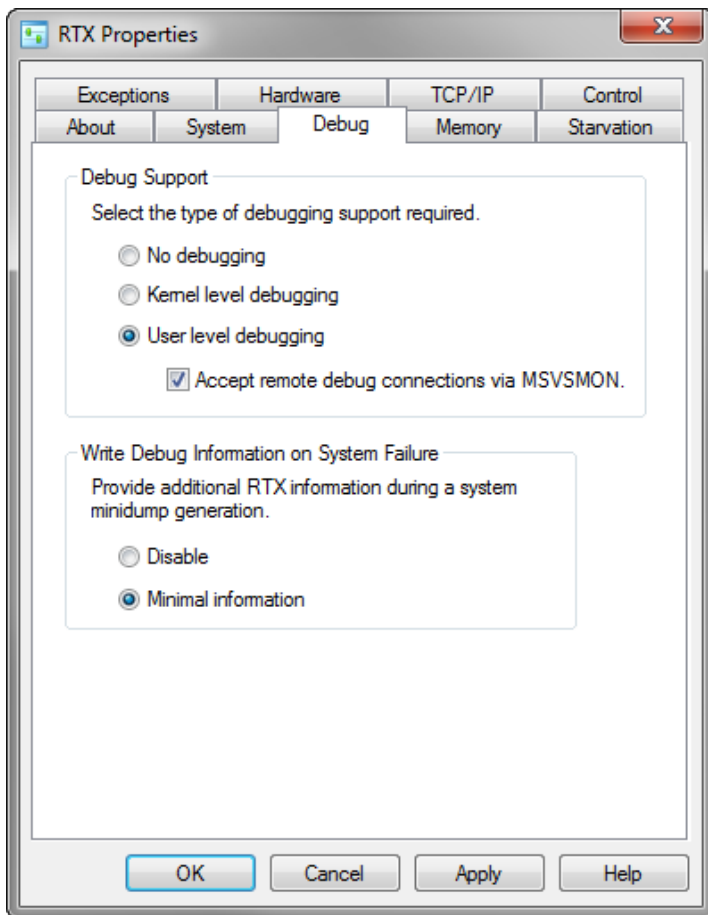 RTX Properties
Exceptions Hardware TCP/IP Control
About System Debug Memory Starvation
Debug Support
Select the type of debugging support required.
No debugging
Kernel level debugging
User level debugging
Accept remote debug connections via MSVSMON.
Write Debug Information on System Failure
Provide additional RTX information during a system
minidump generation.
Disable
Minimal information
OK Cancel Apply Help